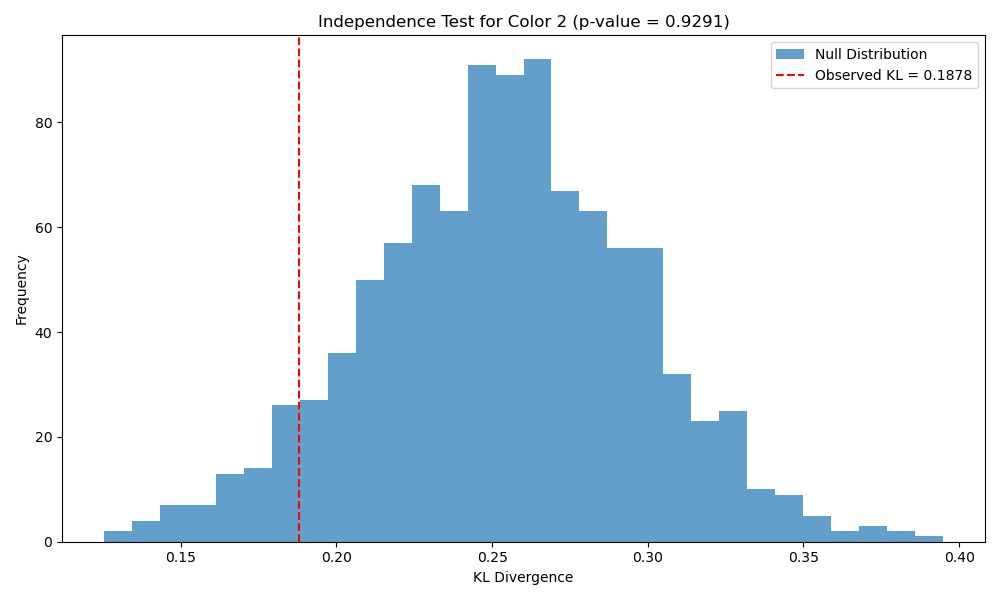 Independence Test for Color 2 (p-value = 0.9291)
Null Distribution
Observed KL = 0.1878
Frequency
80
60
40
20
0
0.15 0.20 0.25 0.30 0.35 0.40
KL Divergence